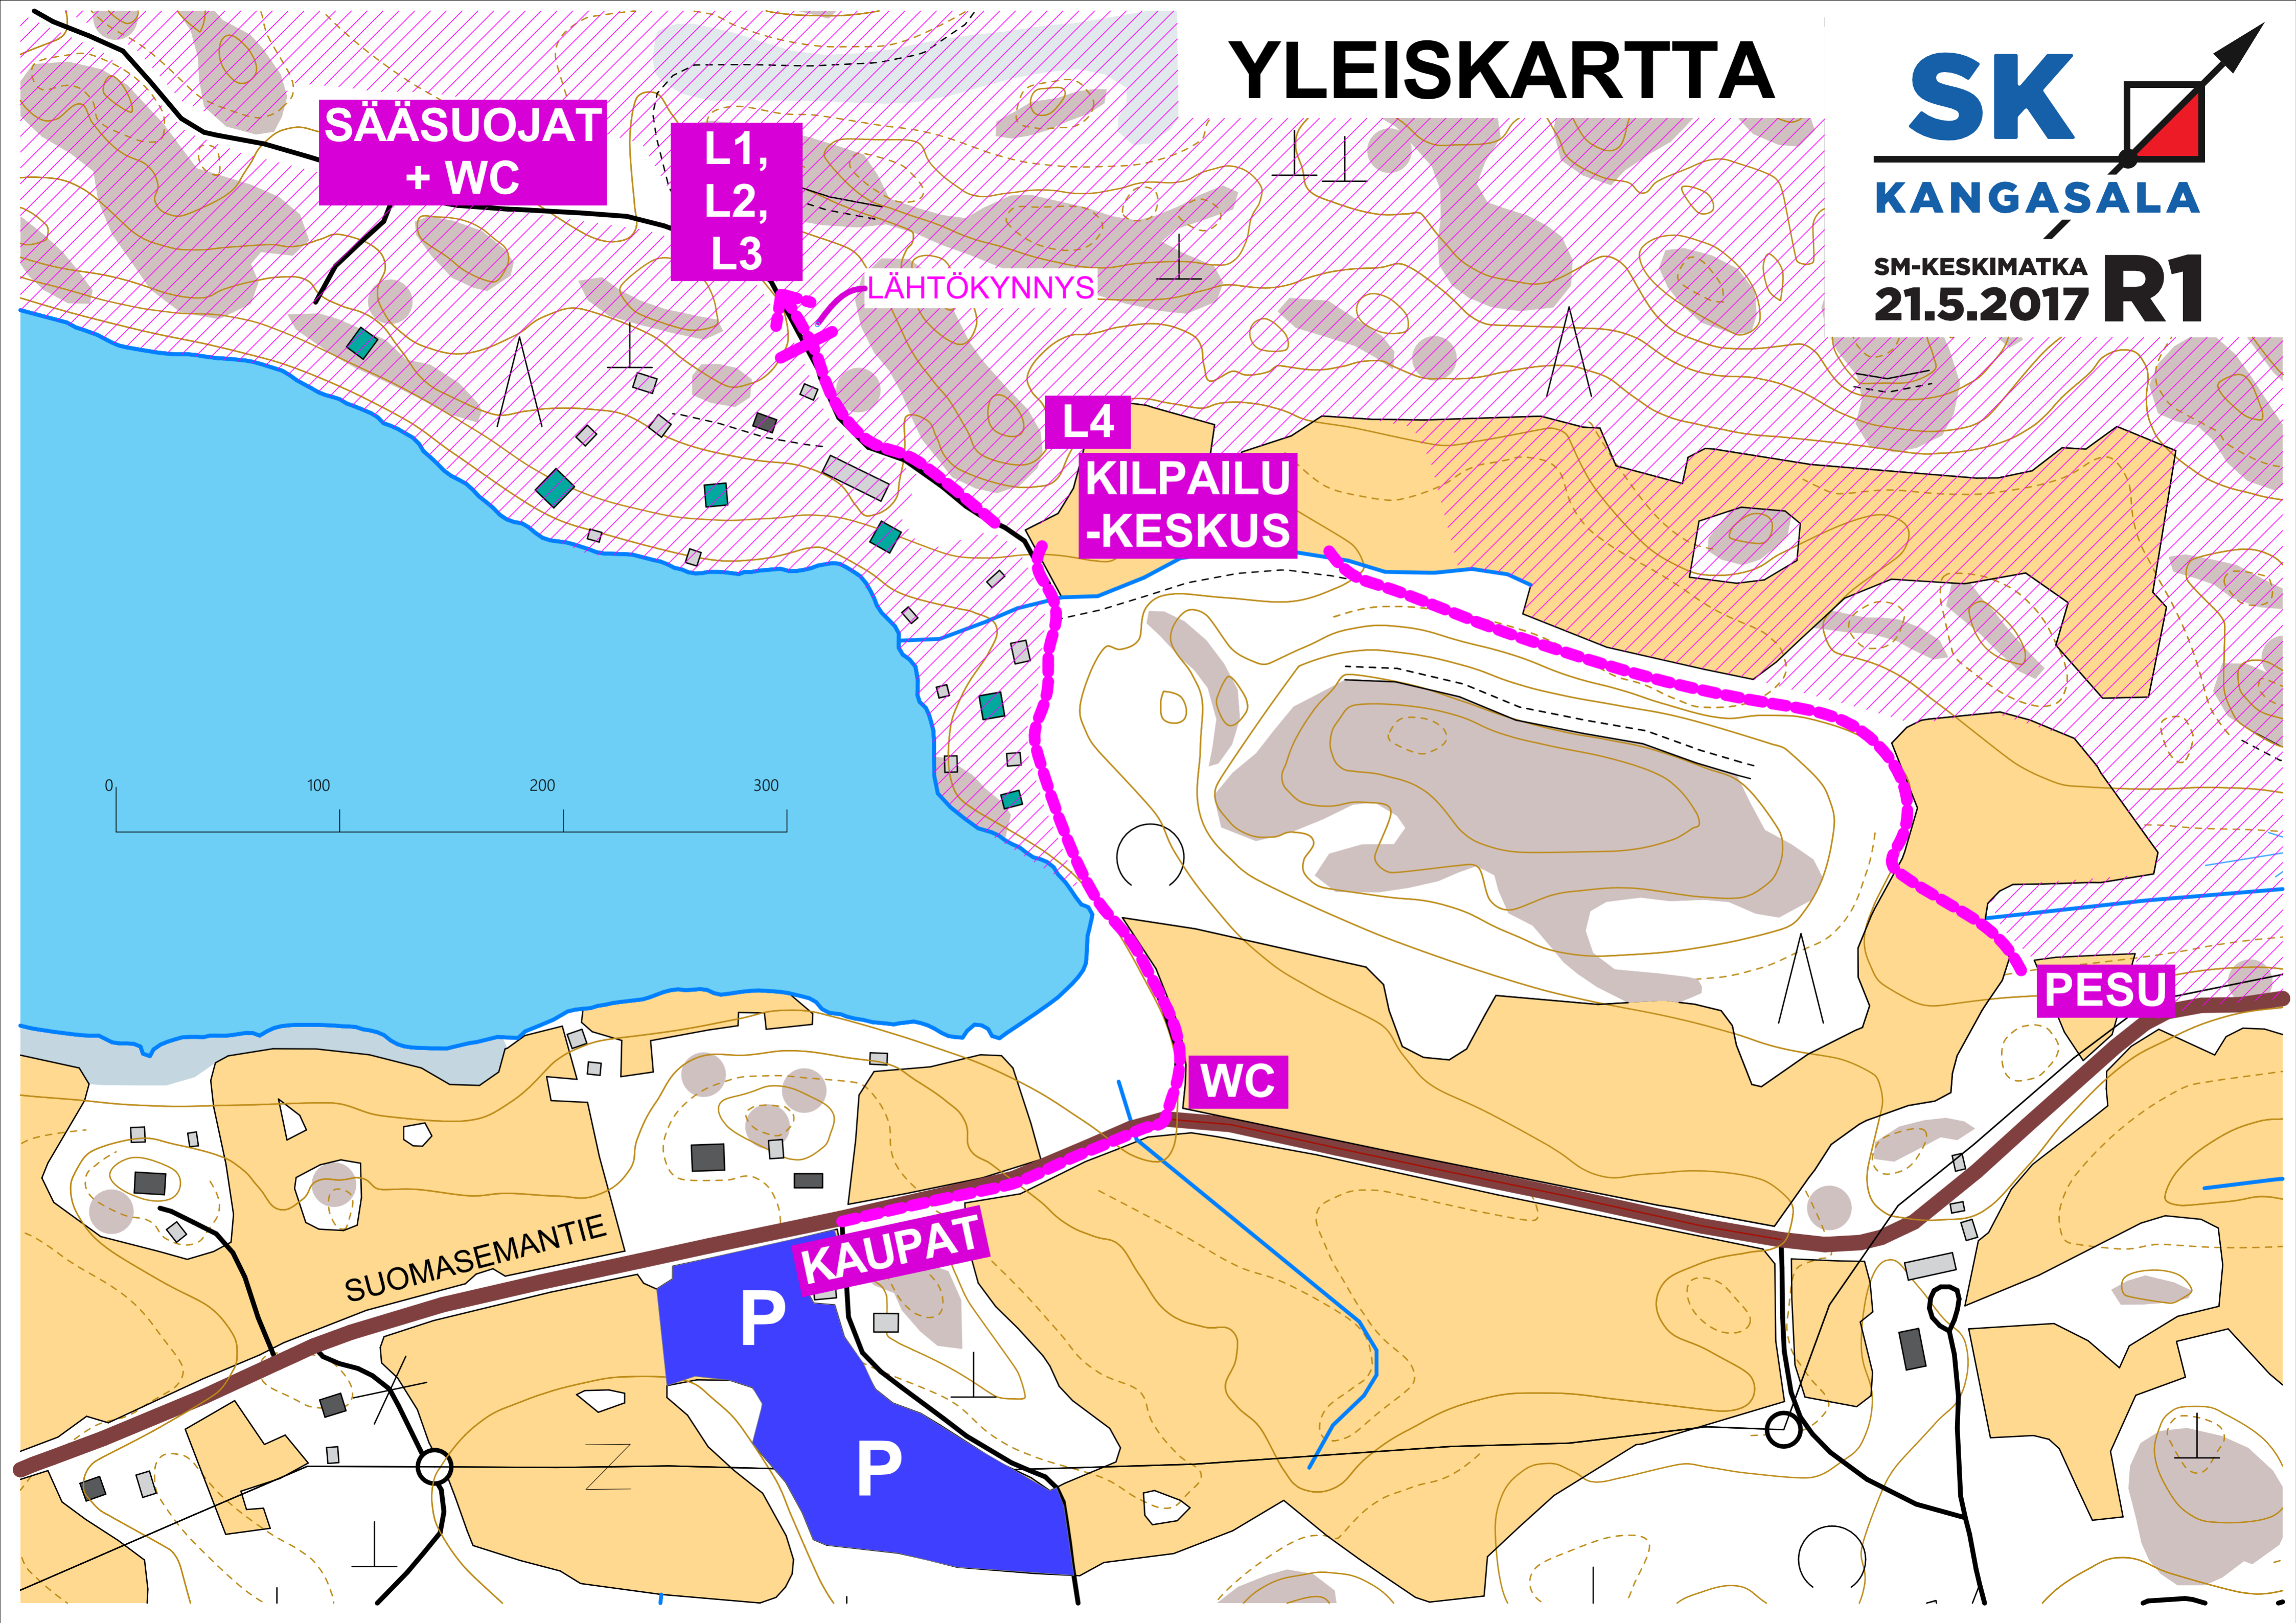 YLEISKARTTA
SK
KANGASALA
SM-KESKIMATKA
21.5.2017 R1
SÄÄSUOJAT
+ WC
L1,
L2,
L3
LÄHTÖKYNNYS
L4
KILPAILU
-KESKUS
0 100 200 300
PESU
WC
KAUPAT
SUOMASEMANTIE
P
P